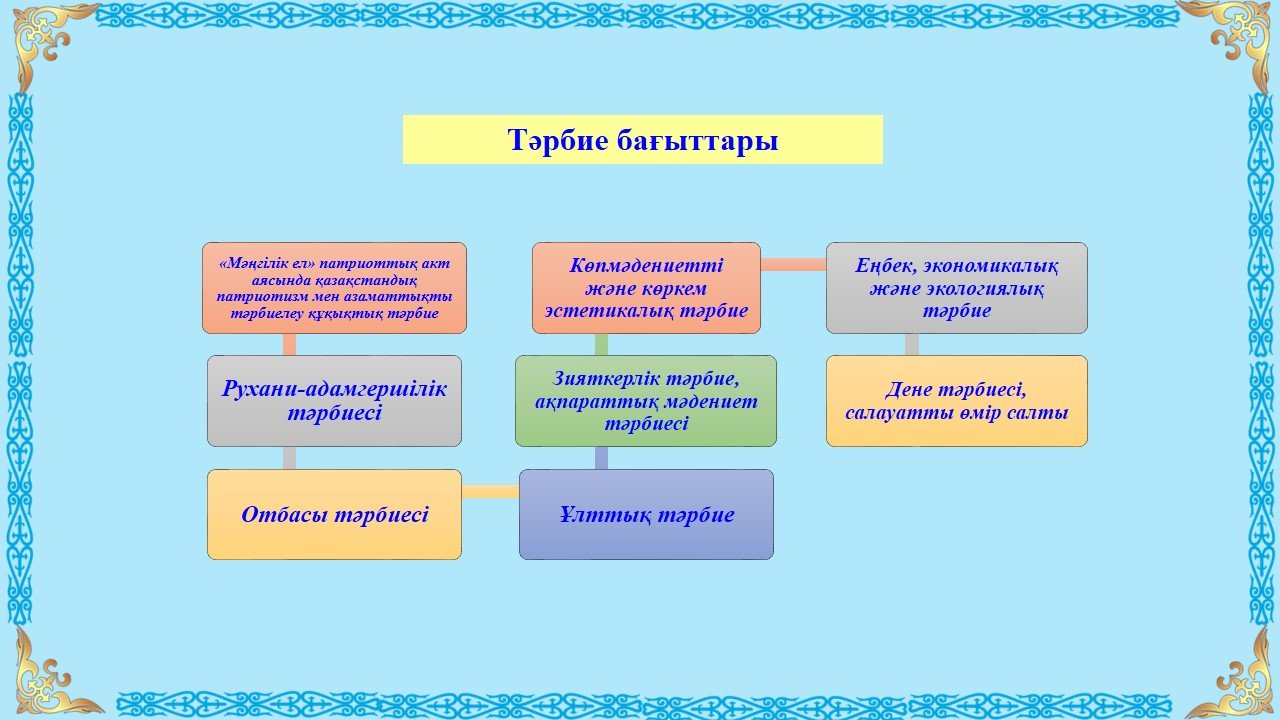 Тәрбие бағыттары
«Мәңгілік ел» патриоттық акт
аясында қазақстандық
патриотизм мен азаматтықты
тәрбиелеу құқықтық тәрбие
Рухани-адамгершілік
тәрбиесі
Отбасы тәрбиесі
Ұлттық тәрбие
Зияткерлік тәрбие,
ақпараттық мәдениет
тәрбиесі
Көпмәдениетті
және көркем
эстетикалық тәрбие
Еңбек, экономикалық
және экологиялық
тәрбие
Дене тәрбиесі,
салауатты өмір салты